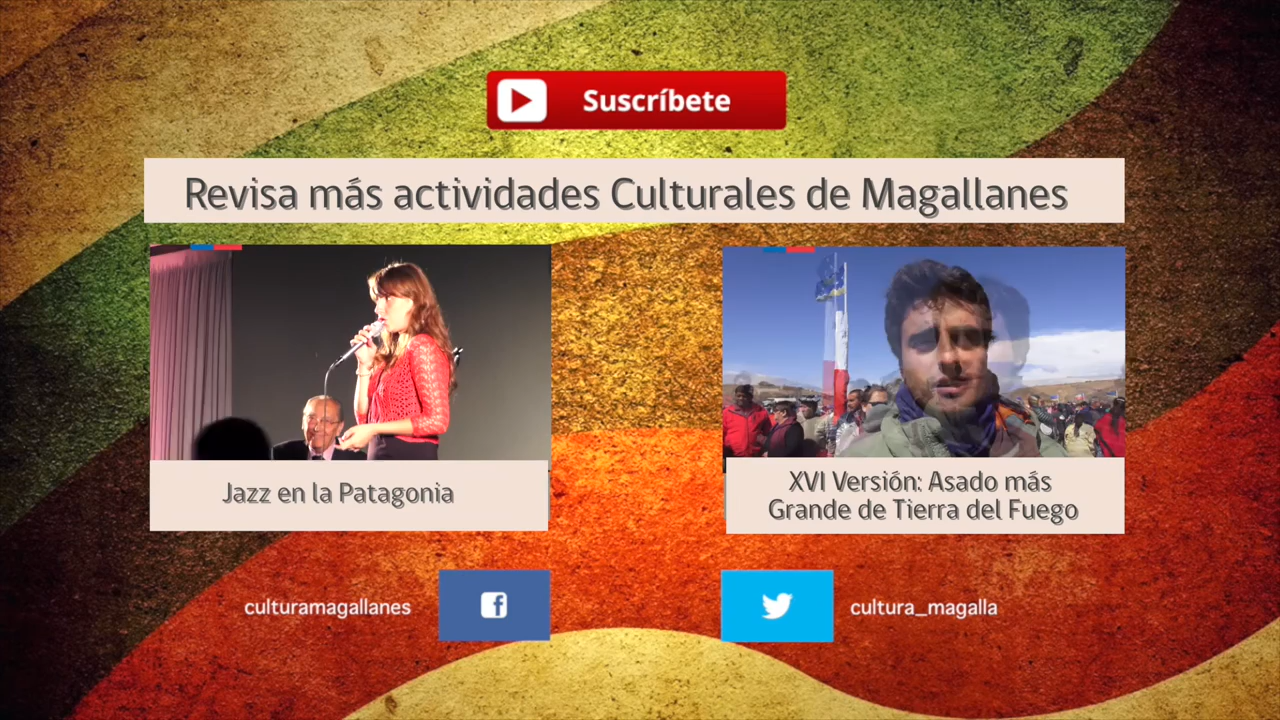 Suscríbete
Revisa más actividades Culturales de Magallanes
Jazz en la Patagonia
XVI Versión: Asado más
Grande de Tierra del Fuego
culturamagallanes
cultura_magalla